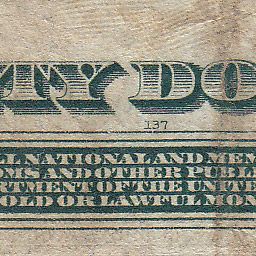 TY DO
137
LL NATIONAL AND MEM
OMS AND OTHER PUBLI
RTMENT OF THE UNITE
OLD OR LAWFUL MON